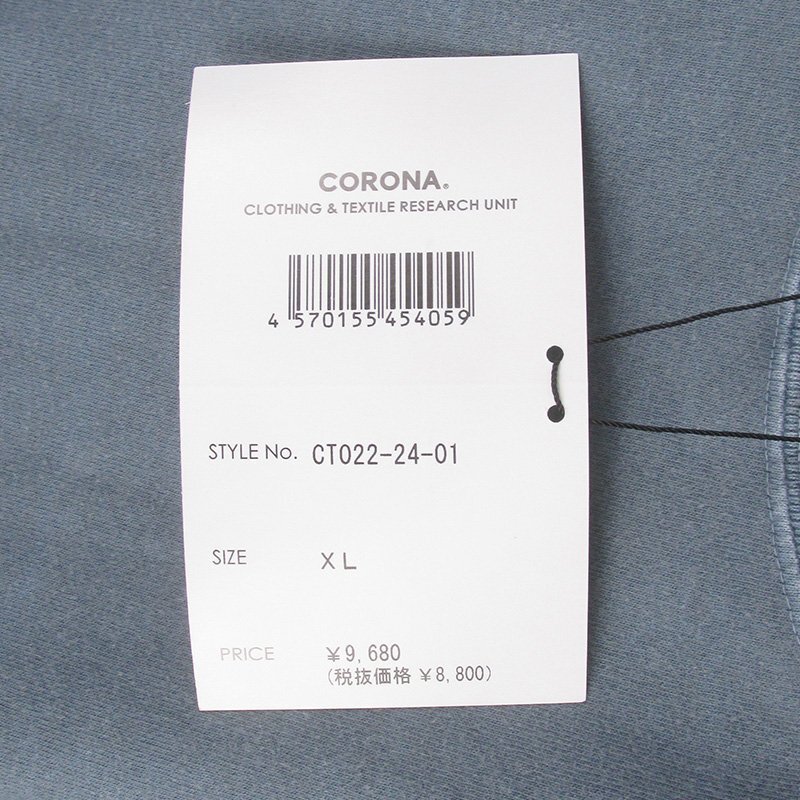 CORONA®
CLOTHING & TEXTILE RESEARCH UNIT
4 570155 454059
STYLE No. CT022-24-01
SIZE XL
PRICE ¥9,680
(税抜価格 ¥8,800)